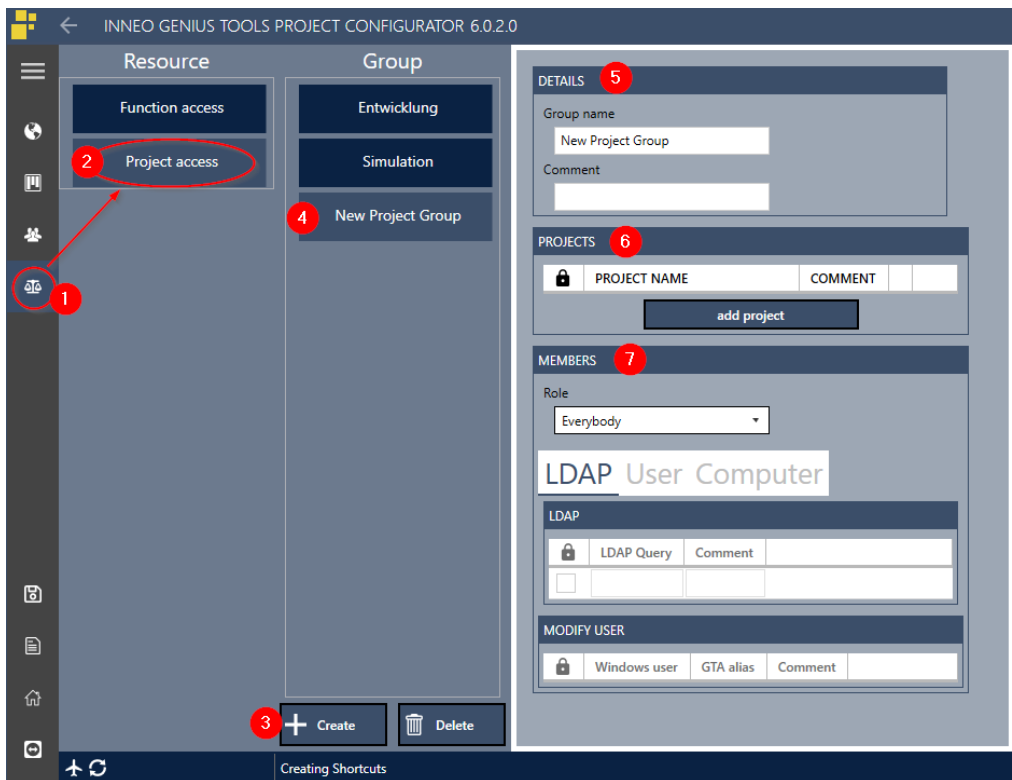 INNEO GENIUS TOOLS PROJECT CONFIGURATOR 6.0.2.0
Resource
Function access
2 Project access
1
Group
Entwicklung
Simulation
4 New Project Group
3 Create
Delete
DETAILS 5
Group name
New Project Group
Comment
PROJECTS 6
PROJECT NAME COMMENT
add project
MEMBERS 7
Role
Everybody
LDAP User Computer
LDAP
LDAP Query Comment
MODIFY USER
Windows user GTA alias Comment
Creating Shortcuts